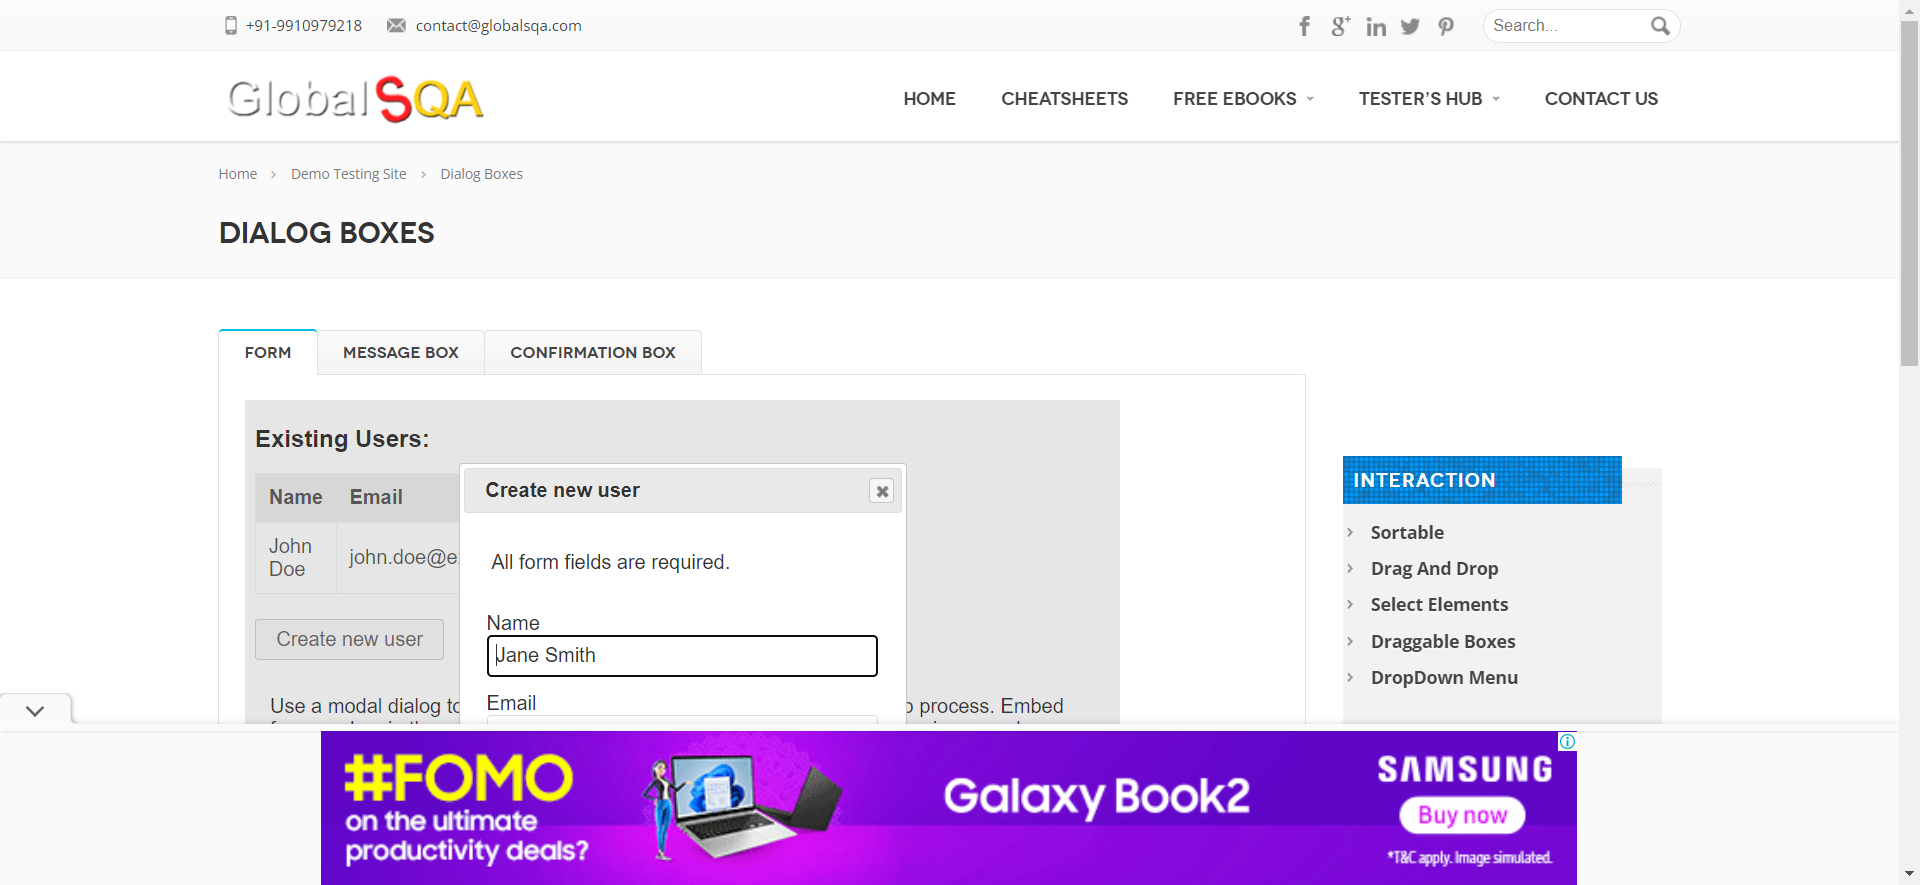 +91-9910979218 contact@globalsqa.com Search...
GlobalSQA
HOME CHEATSHEETS FREE EBOOKS TESTER'S HUB CONTACT US
Home > Demo Testing Site > Dialog Boxes
DIALOG BOXES
FORM MESSAGE BOX CONFIRMATION BOX
Existing Users:
Name Email
John Doe john.doe@e
Create new user
Use a modal dialog to
process. Embed
Create new user
All form fields are required.
Name
Jane Smith
Email
INTERACTION
Sortable
Drag And Drop
Select Elements
Draggable Boxes
DropDown Menu
#FOMO
on the ultimate
productivity deals?
Galaxy Book2
SAMSUNG
Buy now
*T&C apply. Image simulated.